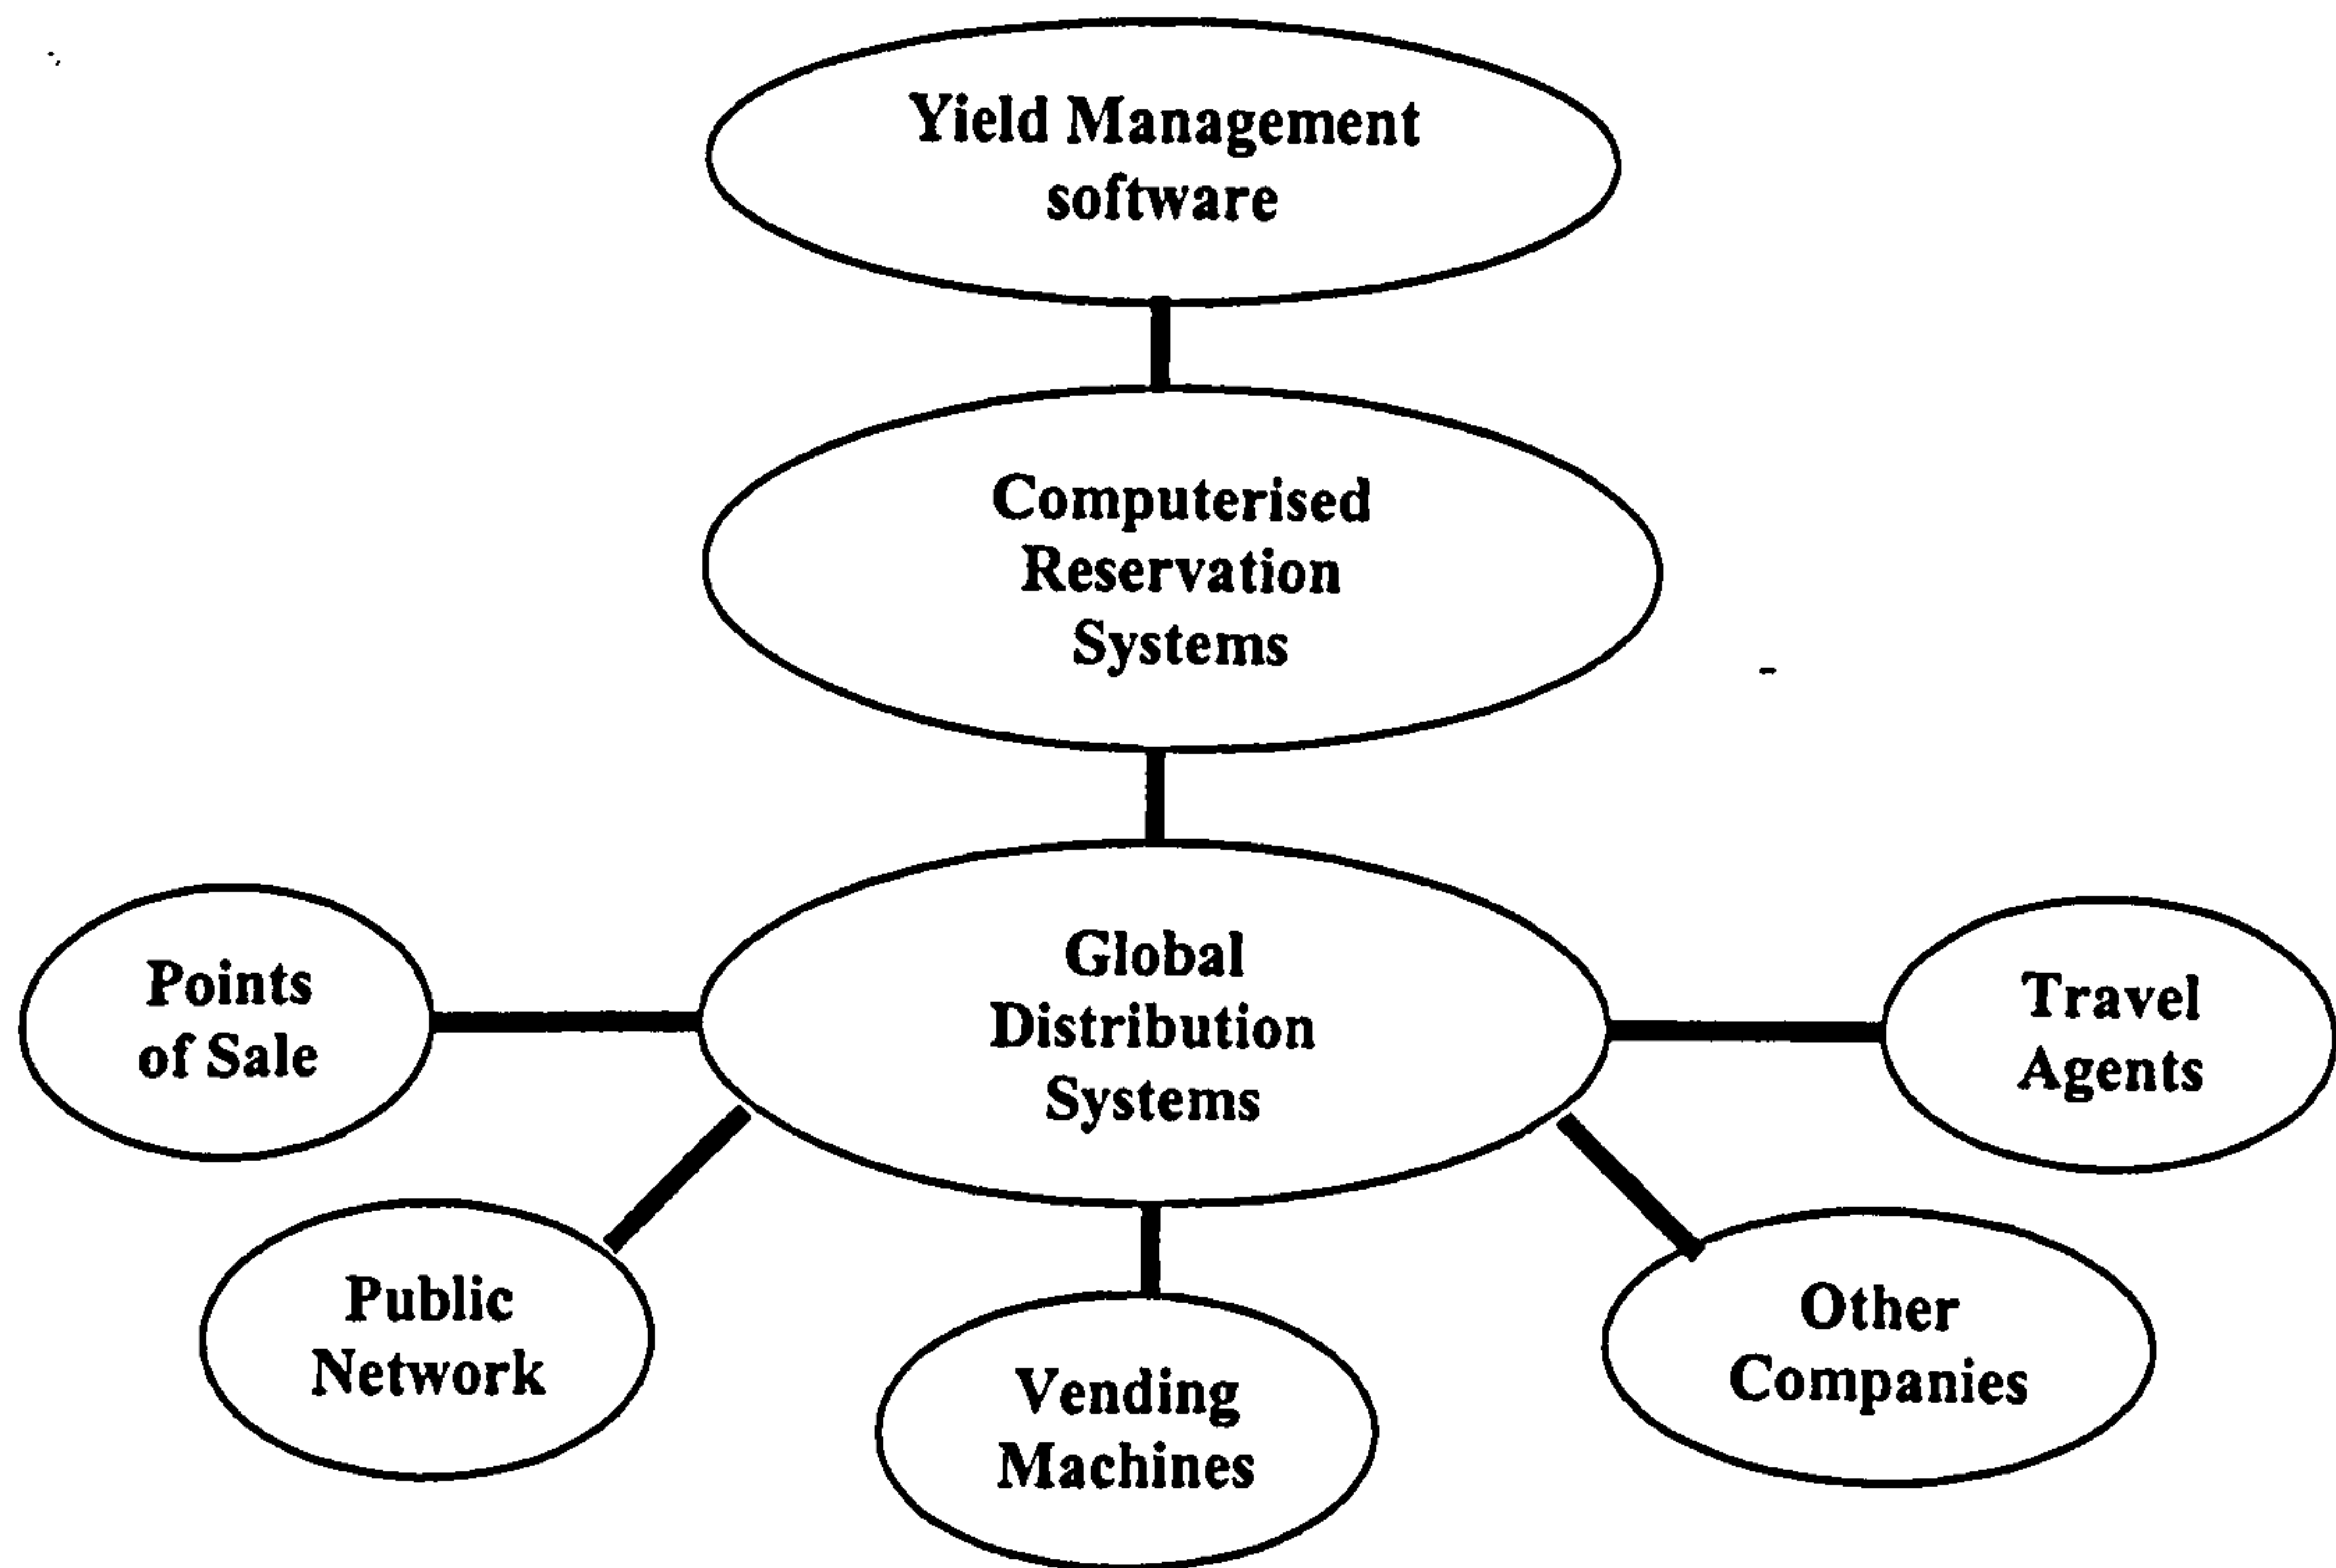 Yield Management
software
Computerised
Reservation
Systems
Global
Distribution
Systems
Points
of Sale
Travel
Agents
Public
Network
Vending
Machines
Other
Companies